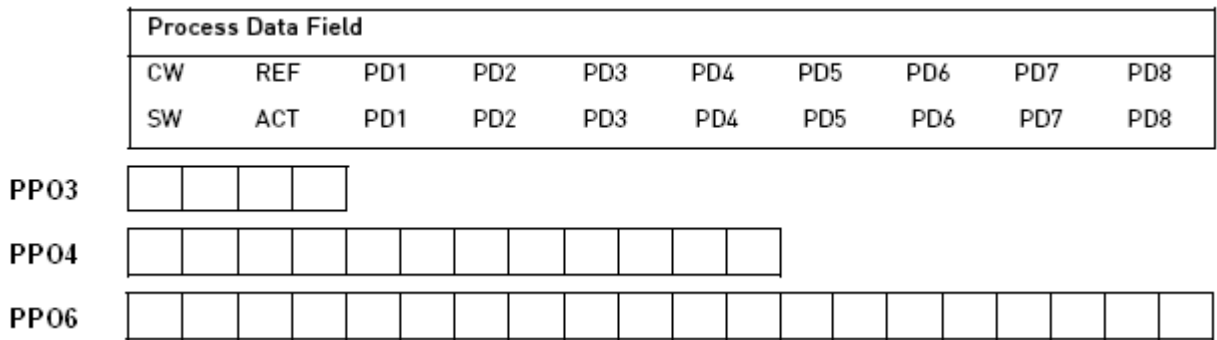 Process Data Field
CW REF PD1 PD2 PD3 PD4 PD5 PD6 PD7 PD8
SW ACT PD1 PD2 PD3 PD4 PD5 PD6 PD7 PD8
PPO3
PPO4
PPO6